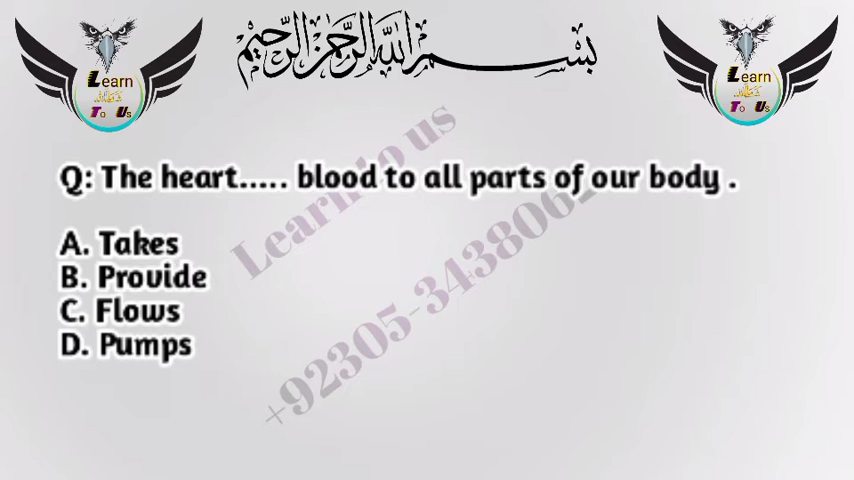 بسم الله الرحمن الرحيم
Learn
To Us
Learn
To Us
Q: The heart..... blood to all parts of our body .
A. Takes
B. Provide
C. Flows
D. Pumps
Learn to us
+92305-343806